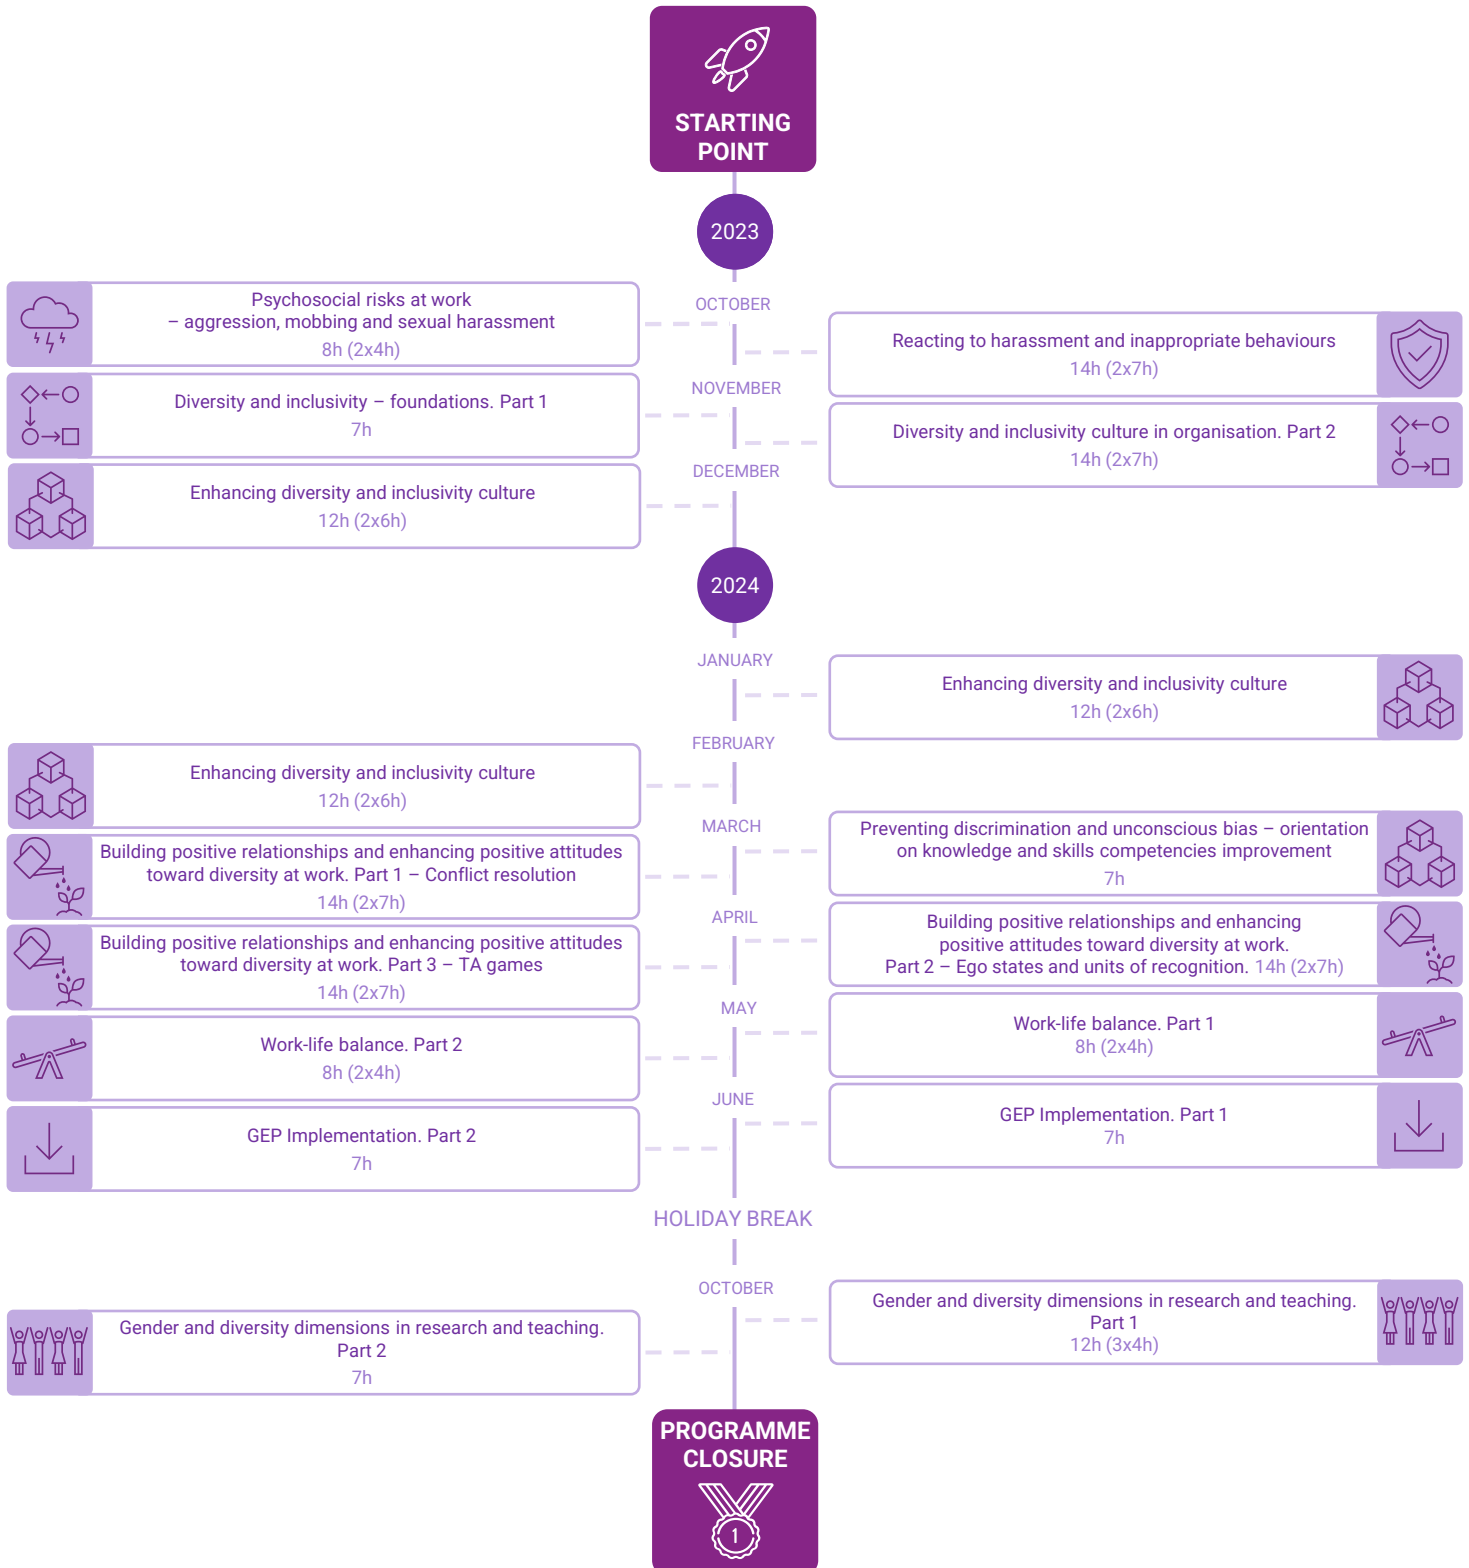 STARTING
POINT
2023
OCTOBER
Psychosocial risks at work
– aggression, mobbing and sexual harassment
8h (2x4h)
Reacting to harassment and inappropriate behaviours
14h (2x7h)
NOVEMBER
Diversity and inclusivity – foundations. Part 1
7h
Diversity and inclusivity culture in organisation. Part 2
14h (2x7h)
DECEMBER
Enhancing diversity and inclusivity culture
12h (2x6h)
2024
JANUARY
Enhancing diversity and inclusivity culture
12h (2x6h)
FEBRUARY
Enhancing diversity and inclusivity culture
12h (2x6h)
MARCH
Preventing discrimination and unconscious bias – orientation
on knowledge and skills competencies improvement
7h
Building positive relationships and enhancing positive attitudes
toward diversity at work. Part 1 – Conflict resolution
14h (2x7h)
APRIL
Building positive relationships and enhancing
positive attitudes toward diversity at work.
Part 2 – Ego states and units of recognition. 14h (2x7h)
Building positive relationships and enhancing positive attitudes
toward diversity at work. Part 3 – TA games
14h (2x7h)
MAY
Work-life balance. Part 1
8h (2x4h)
Work-life balance. Part 2
8h (2x4h)
JUNE
GEP Implementation. Part 1
7h
GEP Implementation. Part 2
7h
HOLIDAY BREAK
OCTOBER
Gender and diversity dimensions in research and teaching.
Part 1
12h (3x4h)
Gender and diversity dimensions in research and teaching.
Part 2
7h
PROGRAMME
CLOSURE
1